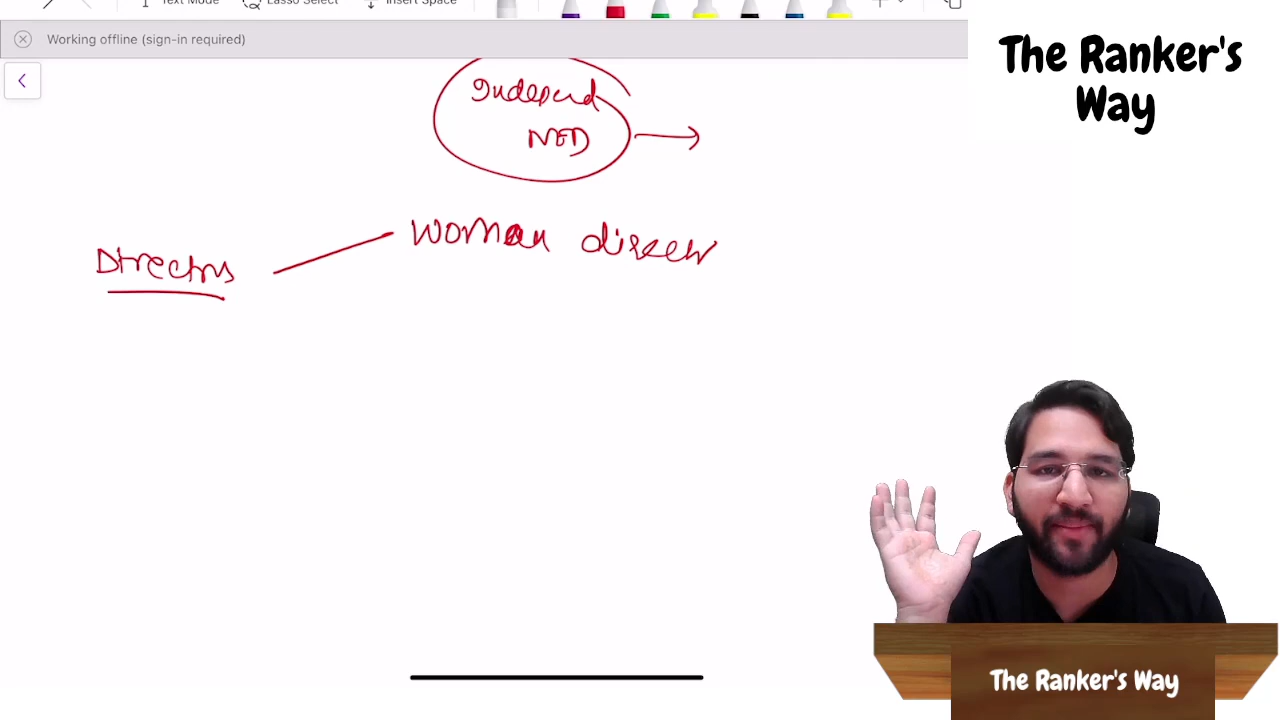 Text Mode
Lasso Select
Insert Space
Working offline (sign-in required)
The Ranker's
Way
Independ
NED
Woman
Directors
The Ranker's Way